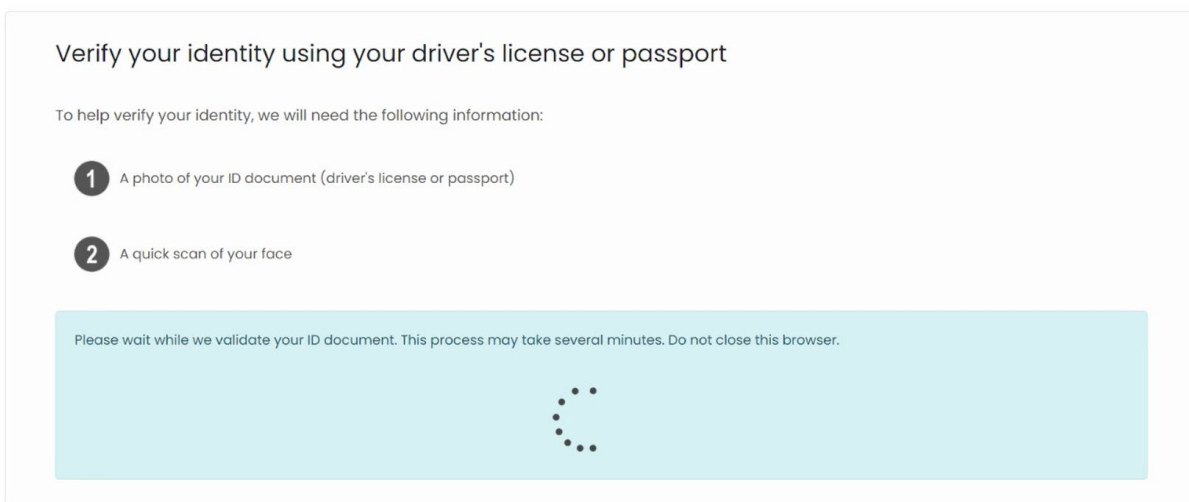 Verify your identity using your driver's license or passport
To help verify your identity, we will need the following information:
1 A photo of your ID document (driver's license or passport)
2 A quick scan of your face
Please wait while we validate your ID document. This process may take several minutes. Do not close this browser.